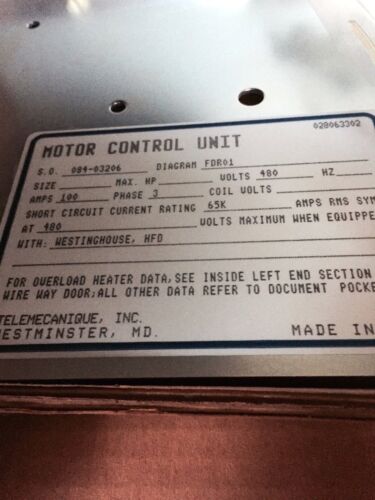 028063302
MOTOR CONTROL UNIT
S.O. 084-03206 DIAGRAM FDR01
SIZE MAX. HP VOLTS 480 HZ
AMPS 100 PHASE 3 COIL VOLTS
SHORT CIRCUIT CURRENT RATING 65K AMPS RMS SYM
AT 480 VOLTS MAXIMUM WHEN EQUIPPE
WITH: WESTINGHOUSE, HFD
FOR OVERLOAD HEATER DATA, SEE INSIDE LEFT END SECTION
WIRE WAY DOOR; ALL OTHER DATA REFER TO DOCUMENT POCKE
TELEMECANIQUE, INC.
WESTMINSTER, MD. MADE IN